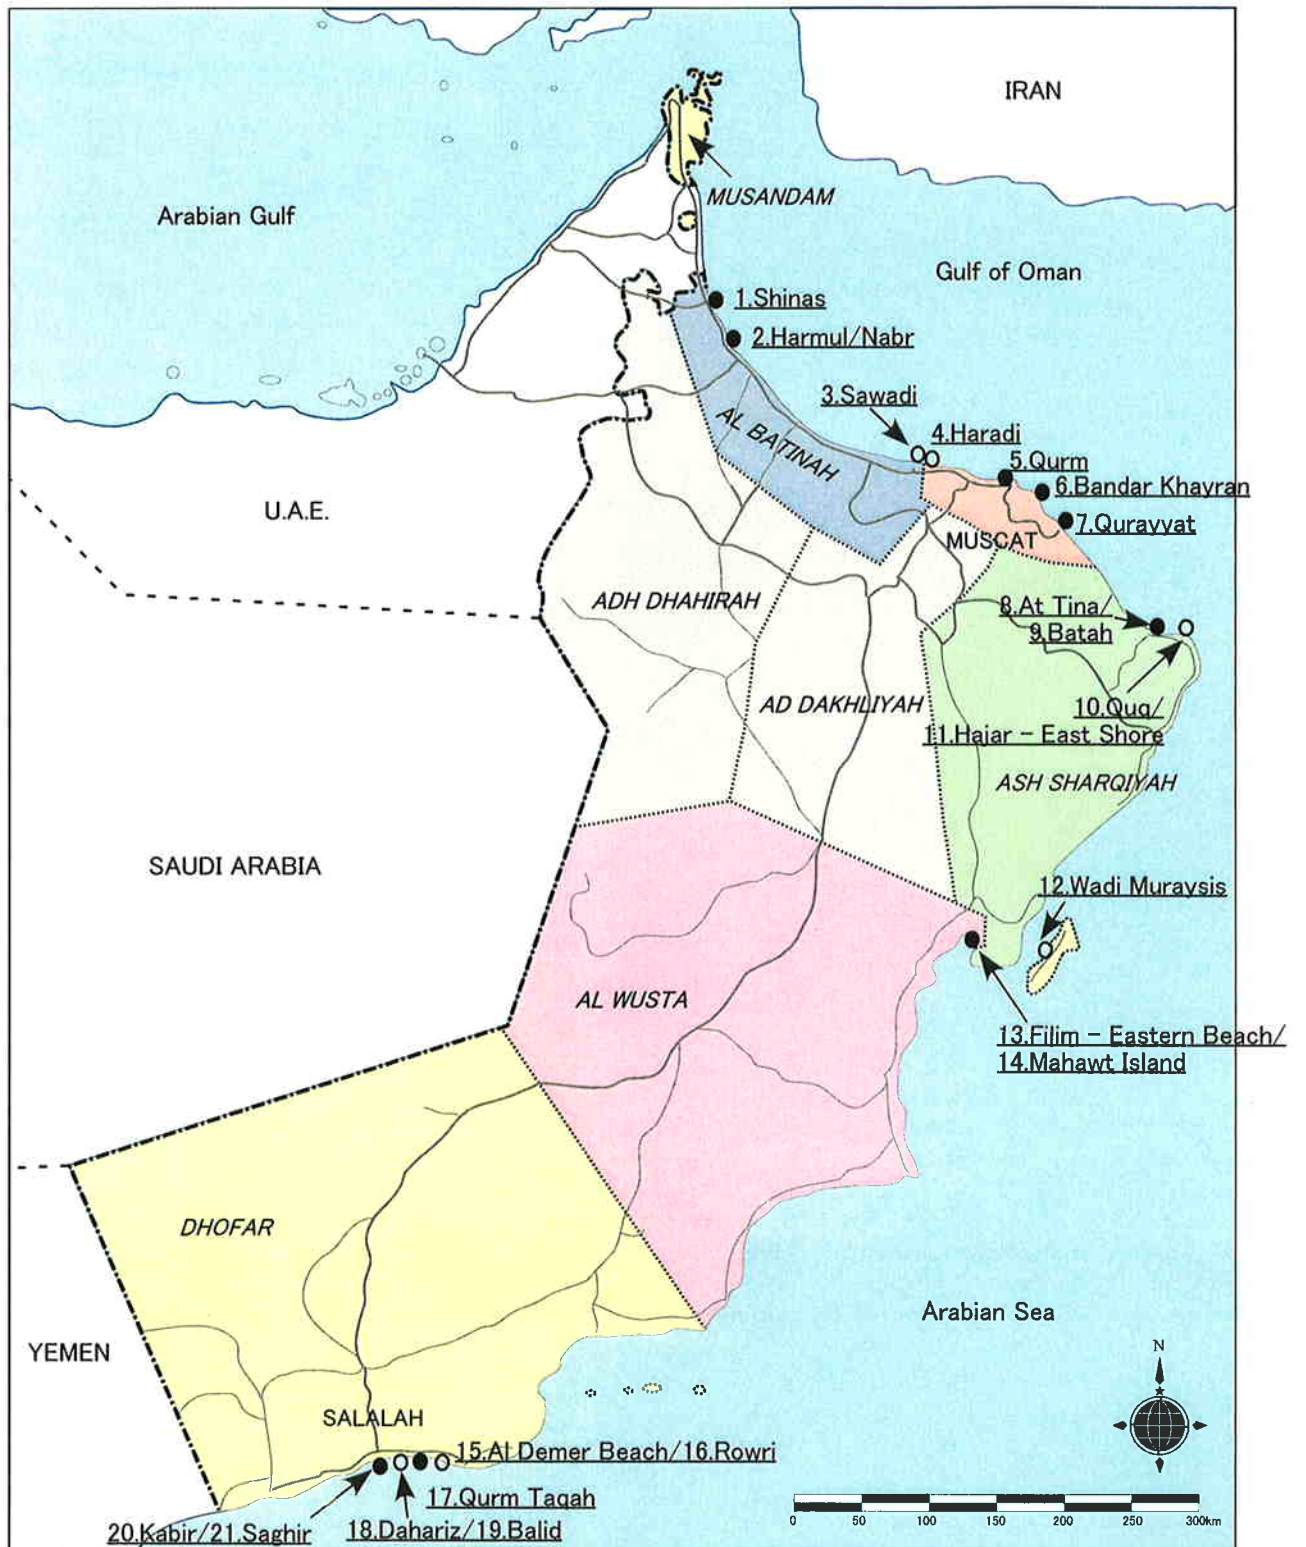 IRAN
MUSANDAM
Arabian Gulf
Gulf of Oman
1.Shinas
2.Harmul/Nabr
3.Sawadi
4.Haradi
AL BATINAH
5.Qurm
6.Bandar Khayran
U.A.E.
7.Qurayyat
MUSCAT
ADH DHAHIRAH
8.At Tina/
9.Batah
AD DAKHLIYAH
10.Quq/
11.Hajar - East Shore
ASH SHARQIYAH
SAUDI ARABIA
12.Wadi Muraysis
AL WUSTA
13.Filim - Eastern Beach/
14.Mahawt Island
DHOFAR
Arabian Sea
YEMEN
N
SALALAH
15.Al Demer Beach/16.Rowri
17.Qurm Taqah
20.Kabir/21.Saghir
18.Dahariz/19.Balid
0 50 100 150 200 250 300km